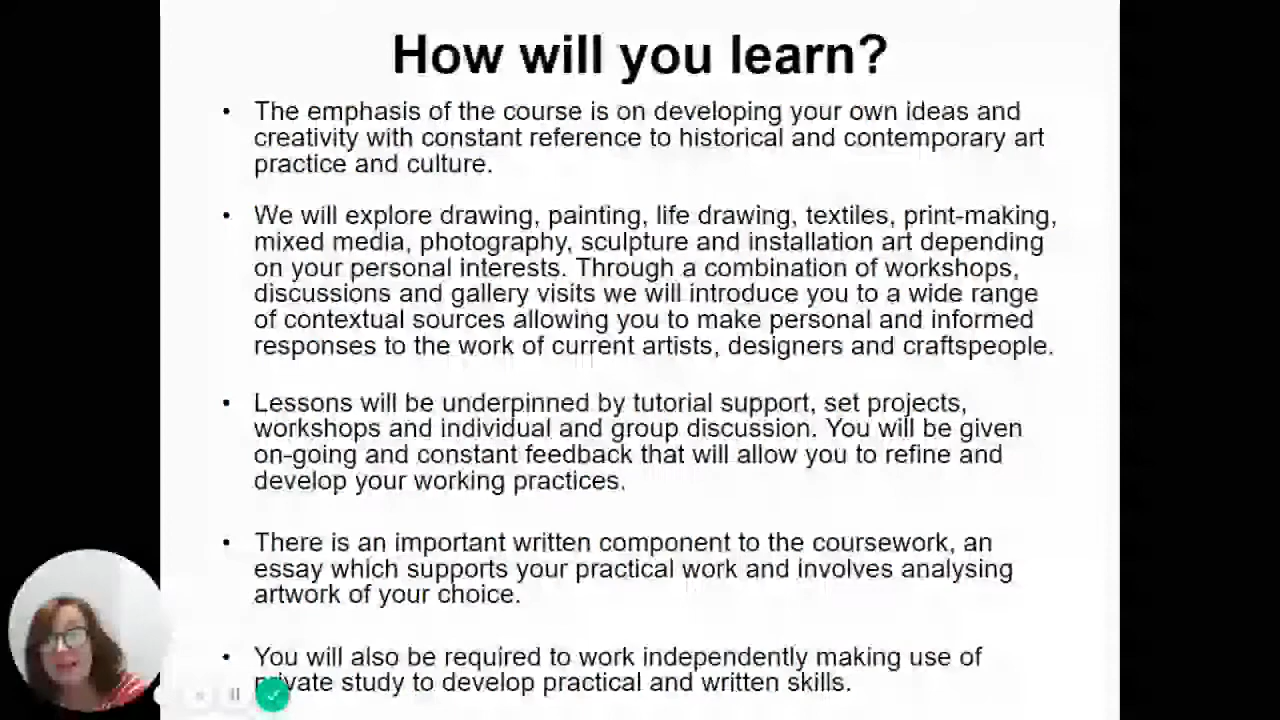 How will you learn?
• The emphasis of the course is on developing your own ideas and
creativity with constant reference to historical and contemporary art
practice and culture.
• We will explore drawing, painting, life drawing, textiles, print-making,
mixed media, photography, sculpture and installation art depending
on your personal interests. Through a combination of workshops,
discussions and gallery visits we will introduce you to a wide range
of contextual sources allowing you to make personal and informed
responses to the work of current artists, designers and craftspeople.
• Lessons will be underpinned by tutorial support, set projects,
workshops and individual and group discussion. You will be given
on-going and constant feedback that will allow you to refine and
develop your working practices.
• There is an important written component to the coursework, an
essay which supports your practical work and involves analysing
artwork of your choice.
• You will also be required to work independently making use of
private study to develop practical and written skills.